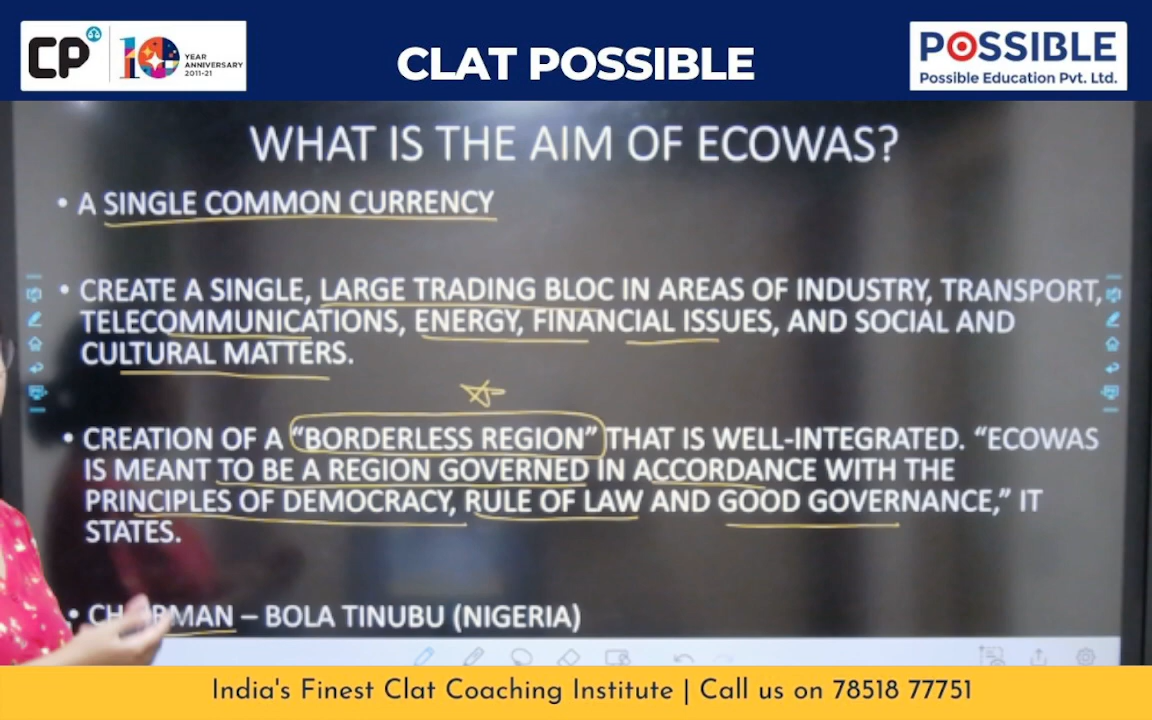 CP
10 YEAR
ANNIVERSARY
2011-21
CLAT POSSIBLE
POSSIBLE
Possible Education Pvt. Ltd.
WHAT IS THE AIM OF ECOWAS?
• A SINGLE COMMON CURRENCY
• CREATE A SINGLE, LARGE TRADING BLOC IN AREAS OF INDUSTRY, TRANSPORT,
TELECOMMUNICATIONS, ENERGY, FINANCIAL ISSUES, AND SOCIAL AND
CULTURAL MATTERS.
• CREATION OF A “BORDERLESS REGION” THAT IS WELL-INTEGRATED. “ECOWAS
IS MEANT TO BE A REGION GOVERNED IN ACCORDANCE WITH THE
PRINCIPLES OF DEMOCRACY, RULE OF LAW AND GOOD GOVERNANCE,” IT
STATES.
• CHAIRMAN – BOLA TINUBU (NIGERIA)
India's Finest Clat Coaching Institute | Call us on 78518 77751